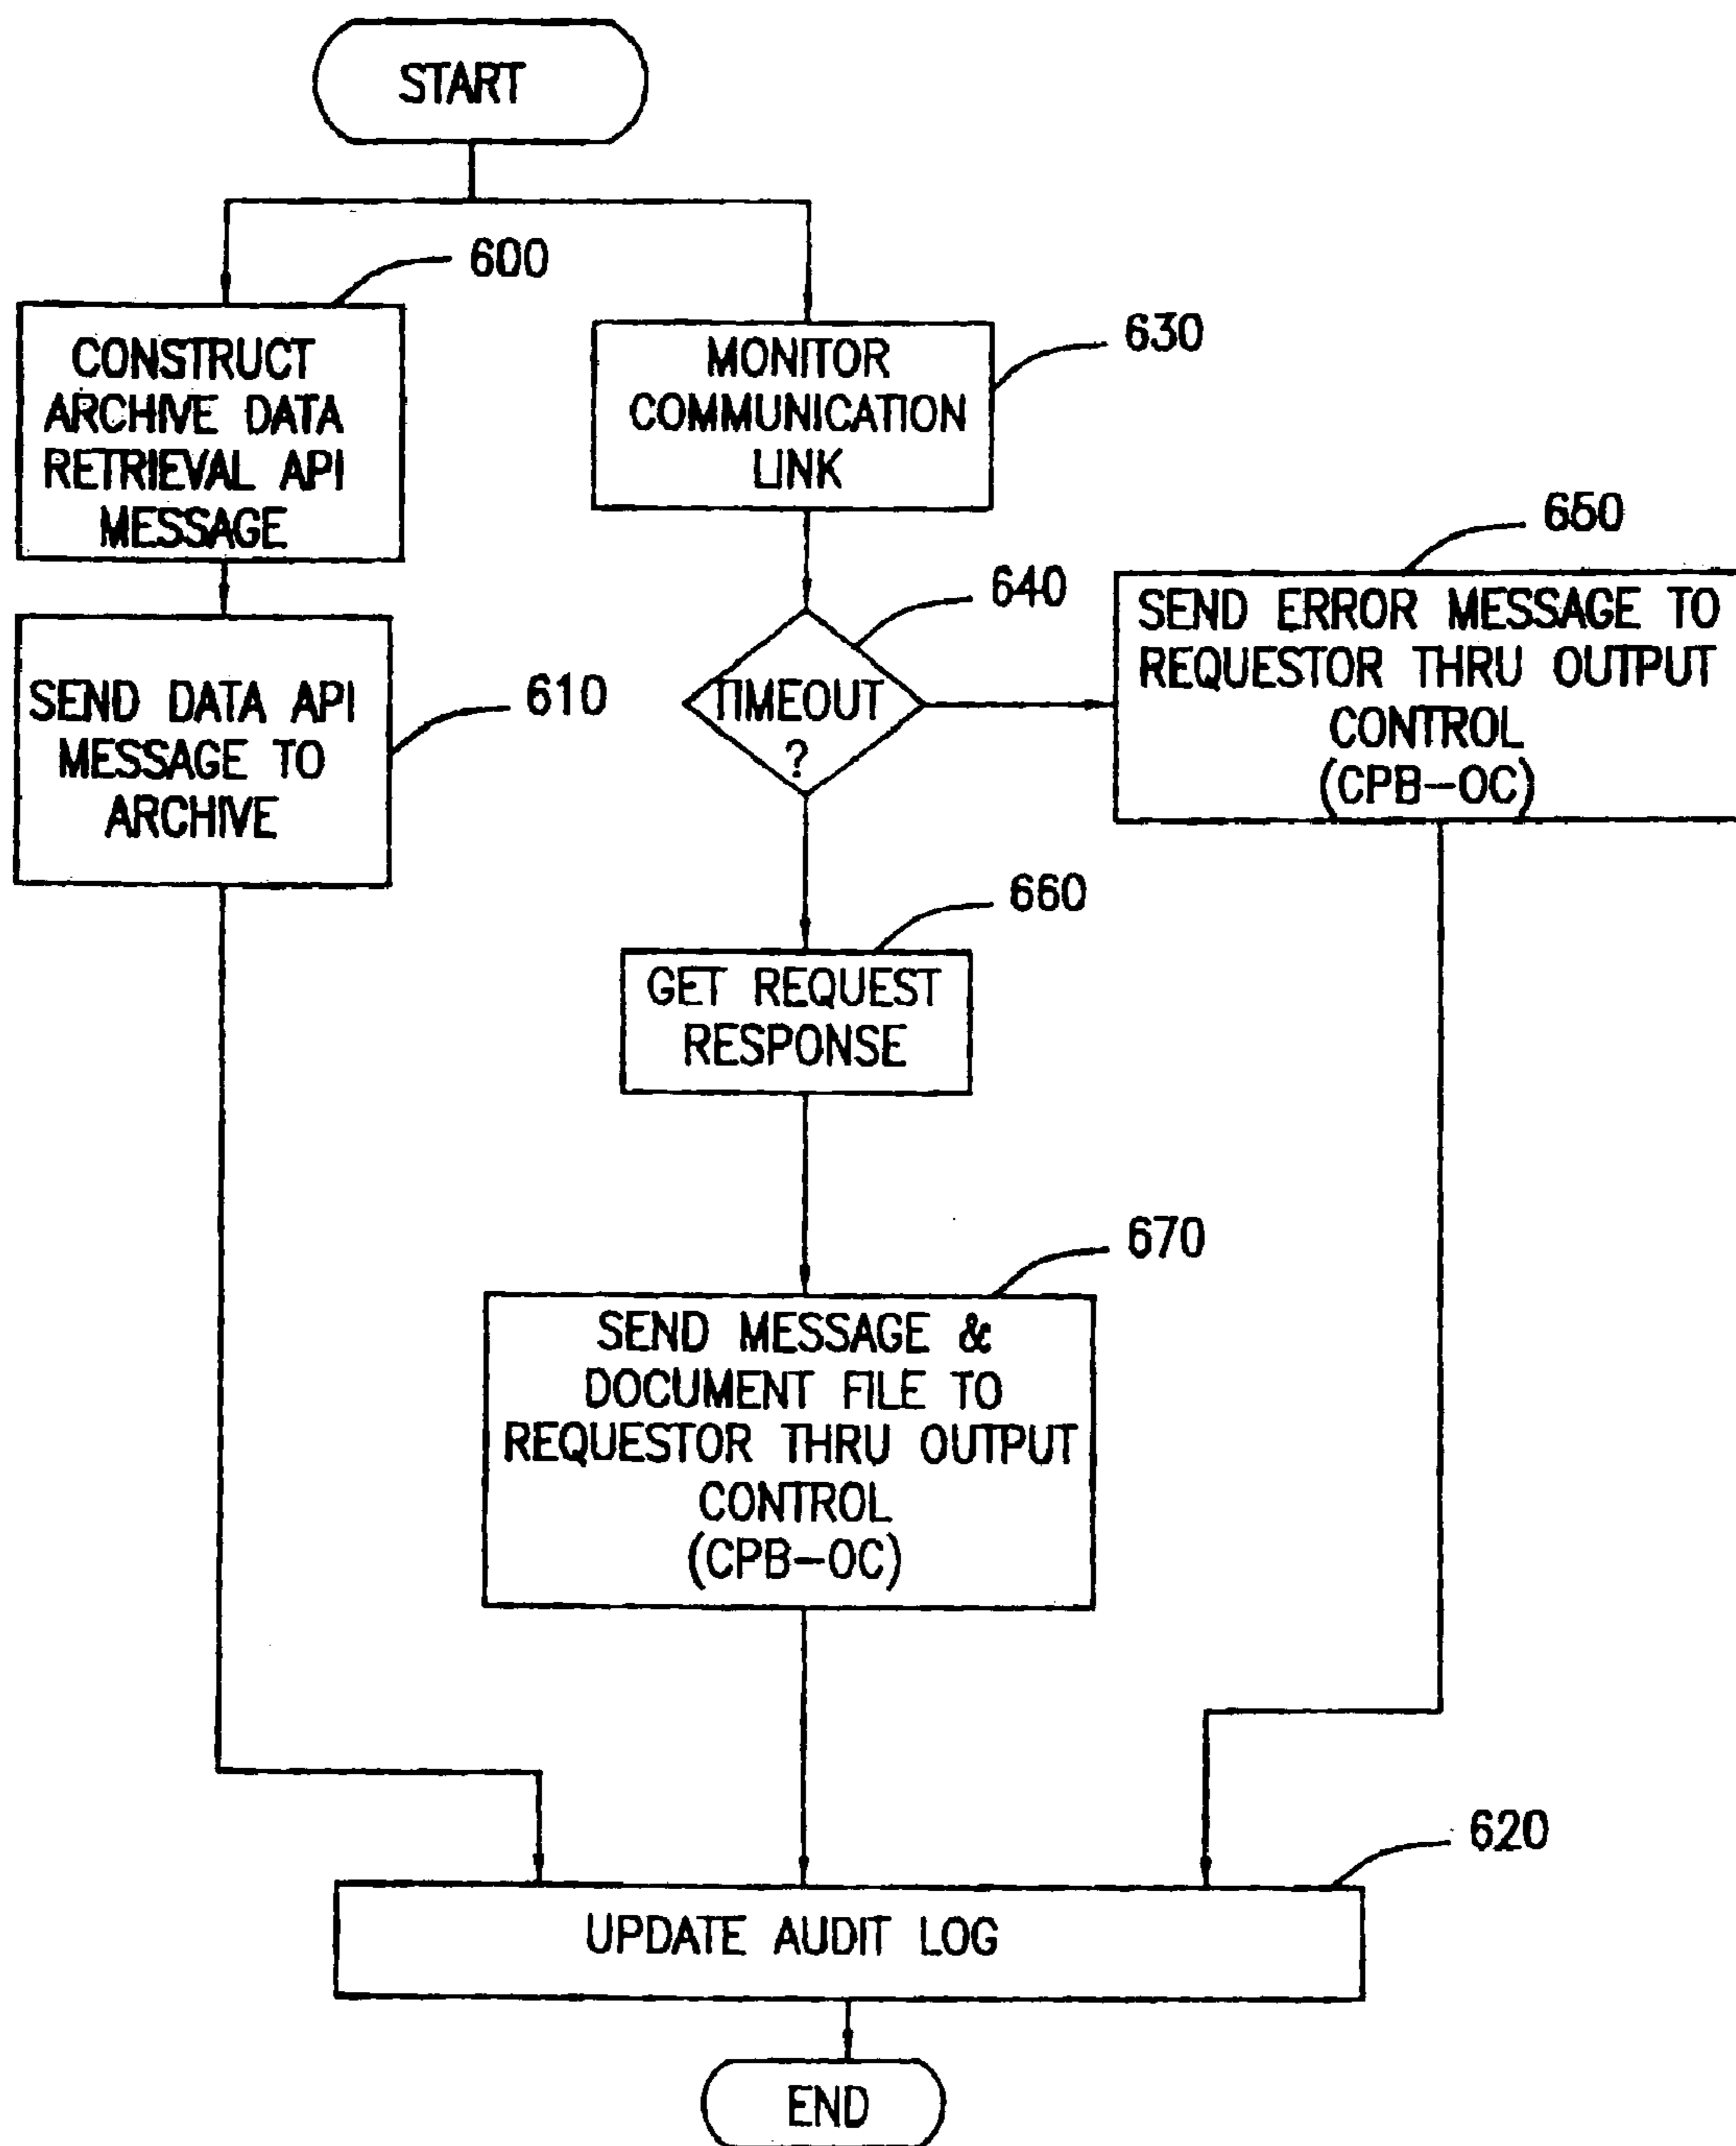 START
600
CONSTRUCT
ARCHIVE DATA
RETRIEVAL API
MESSAGE
630
MONITOR
COMMUNICATION
LINK
650
SEND ERROR MESSAGE TO
REQUESTOR THRU OUTPUT
CONTROL
(CPB-OC)
640
TIMEOUT
?
SEND DATA API
MESSAGE TO
ARCHIVE
610
660
GET REQUEST
RESPONSE
670
SEND MESSAGE &
DOCUMENT FILE TO
REQUESTOR THRU OUTPUT
CONTROL
(CPB-OC)
620
UPDATE AUDIT LOG
END